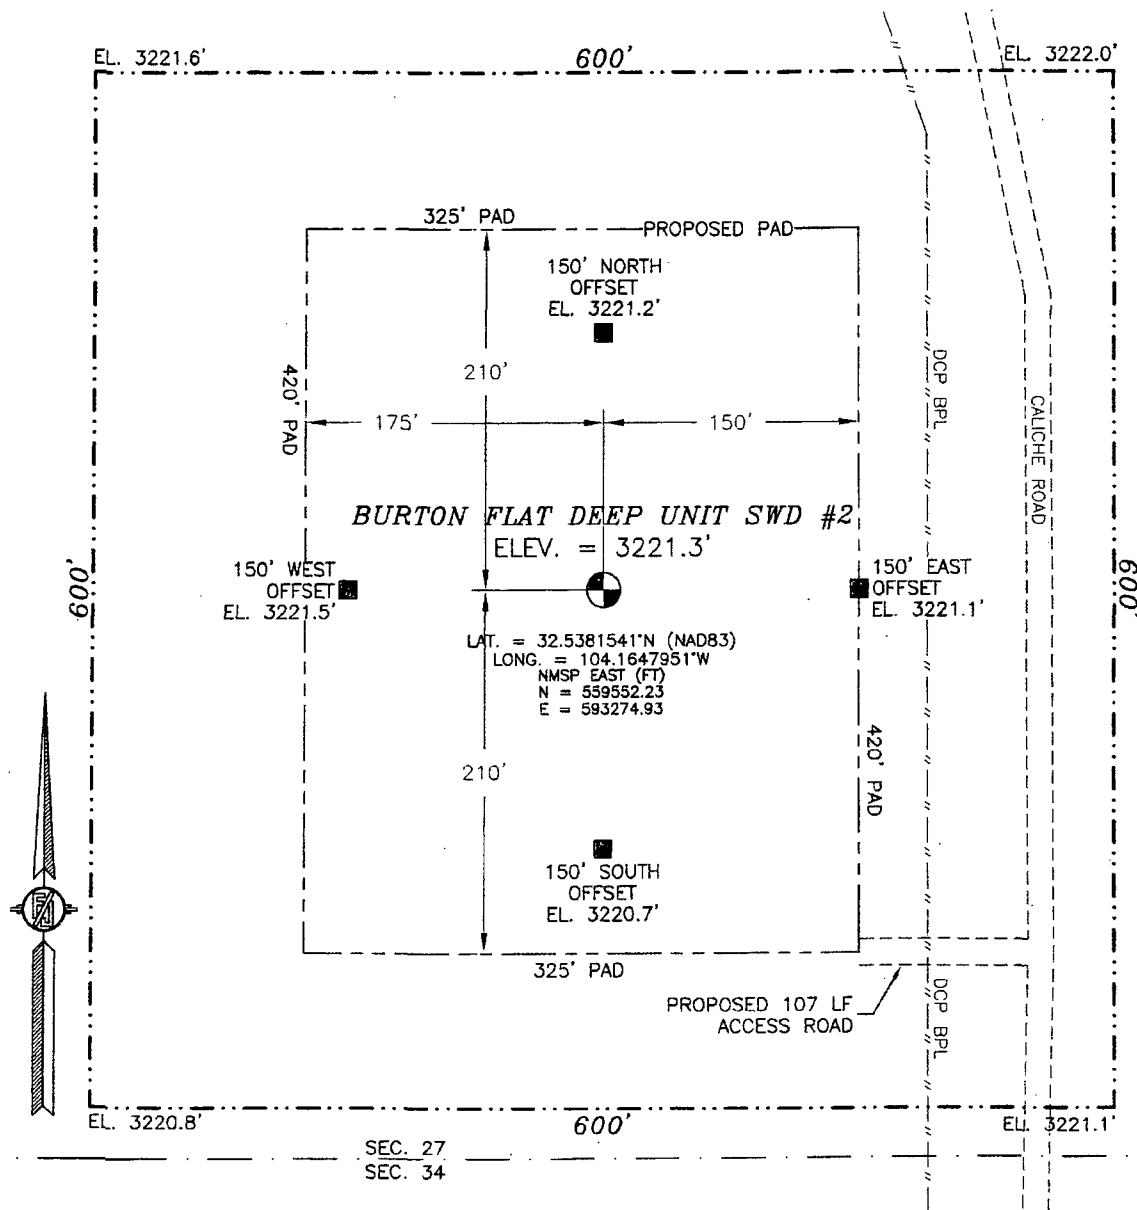 EL. 3221.6'
600'
EL. 3222.0'
325' PAD
PROPOSED PAD
150' NORTH
OFFSET
EL. 3221.2'
210'
420' PAD
DCP BPL
175'
150'
CALICHE ROAD
BURTON FLAT DEEP UNIT SWD #2
ELEV. = 3221.3'
600'
150' WEST
OFFSET
EL. 3221.5'
150' EAST
OFFSET
EL. 3221.1'
600'
LAT. = 32.5381541°N (NAD83)
LONG. = 104.1647951°W
NMSP EAST (FT)
N = 559552.23
E = 593274.93
210'
420' PAD
150' SOUTH
OFFSET
EL. 3220.7'
325' PAD
PROPOSED 107 LF
ACCESS ROAD
DCP BPL
EL. 3220.8'
600'
EL. 3221.1'
SEC. 27
SEC. 34